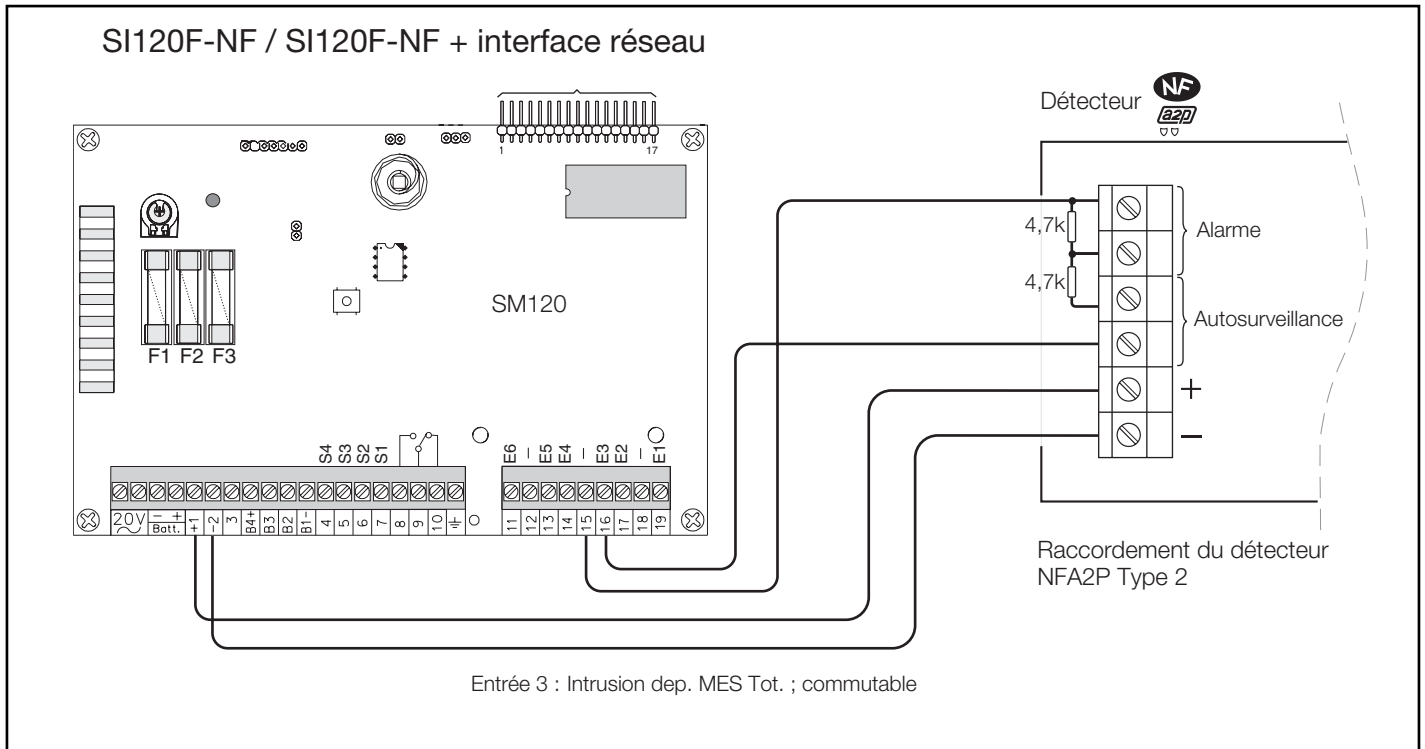 SI120F-NF / SI120F-NF + interface réseau
Détecteur NF
a2p
1 17
4,7k
Alarme
4,7k
SM120
Autosurveillance
F1 F2 F3
+
−
S4 S3 S2 S1
E6 − E5 E4 − E3 E2 − E1
20V − + Batt. +1 -2 3 B4+ B3 B2 B1- 4 5 6 7 8 9 10
11 12 13 14 15 16 17 18 19
Raccordement du détecteur
NFA2P Type 2
Entrée 3 : Intrusion dep. MES Tot. ; commutable